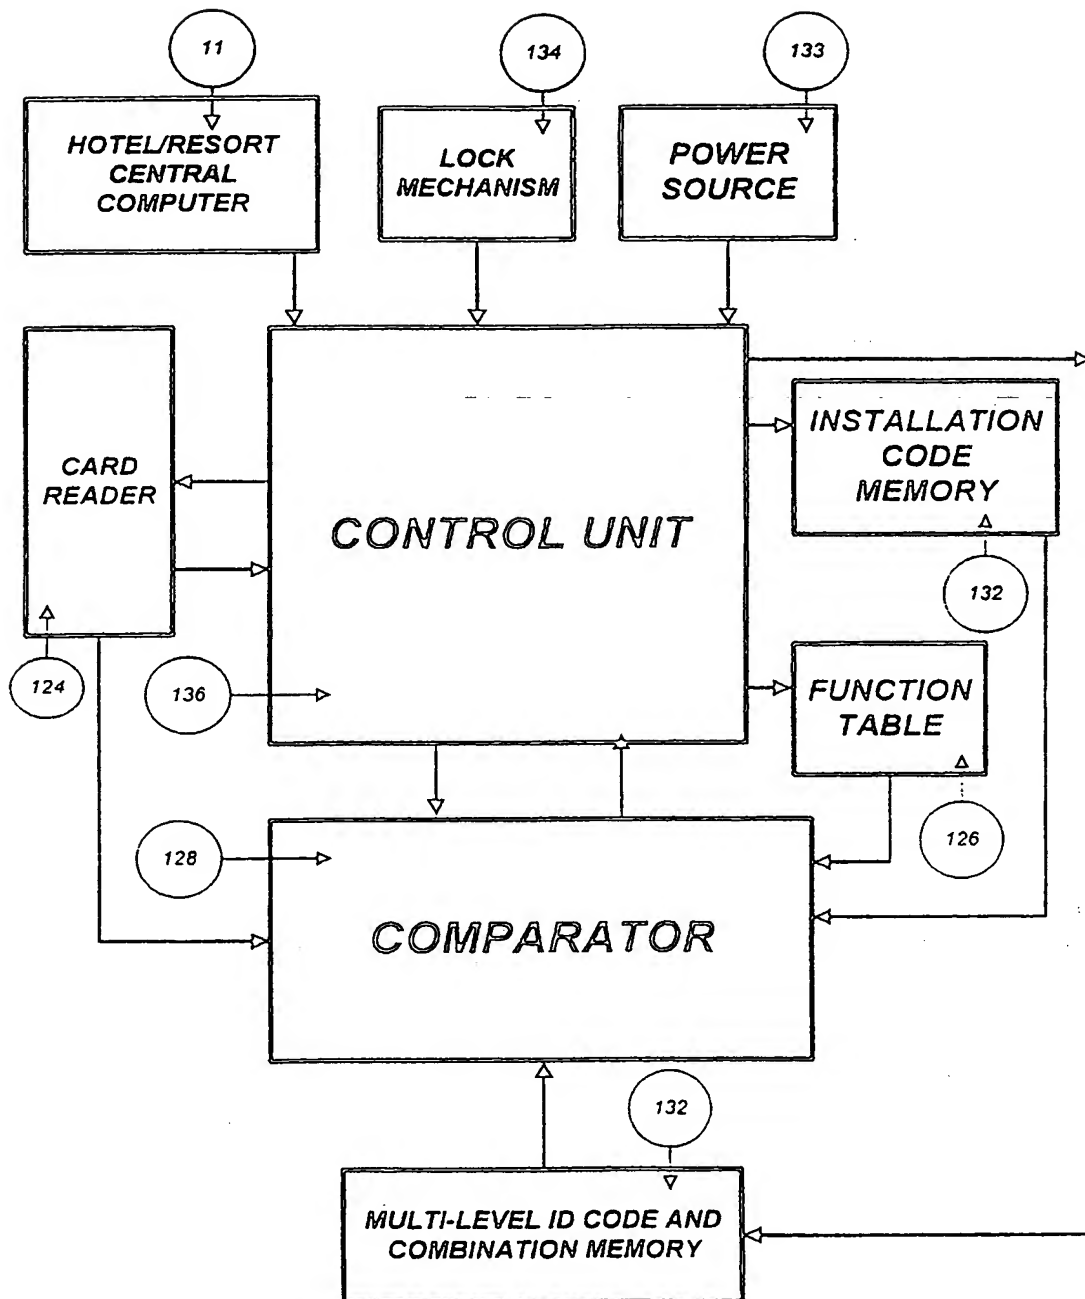 11
134
133
HOTEL/RESORT
CENTRAL
COMPUTER
LOCK
MECHANISM
POWER
SOURCE
CARD
READER
CONTROL UNIT
INSTALLATION
CODE
MEMORY
132
124
136
FUNCTION
TABLE
128
126
COMPARATOR
132
MULTI-LEVEL ID CODE AND
COMBINATION MEMORY